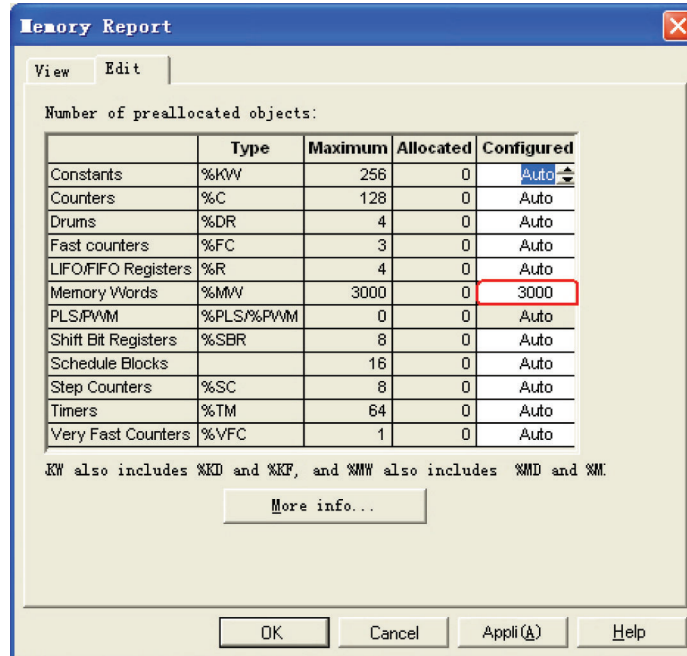 Memory Report
View Edit
Number of preallocated objects:
Type Maximum Allocated Configured
Constants %KW 256 0 Auto
Counters %C 128 0 Auto
Drums %DR 4 0 Auto
Fast counters %FC 3 0 Auto
LIFO/FIFO Registers %R 4 0 Auto
Memory Words %MW 3000 0 3000
PLS/PWM %PLS/%PWM 0 0 Auto
Shift Bit Registers %SBR 8 0 Auto
Schedule Blocks 16 0 Auto
Step Counters %SC 8 0 Auto
Timers %TM 64 0 Auto
Very Fast Counters %VFC 1 0 Auto
KW also includes %KD and %KF, and %MW also includes %MD and %M
More info...
OK Cancel Appli(A) Help